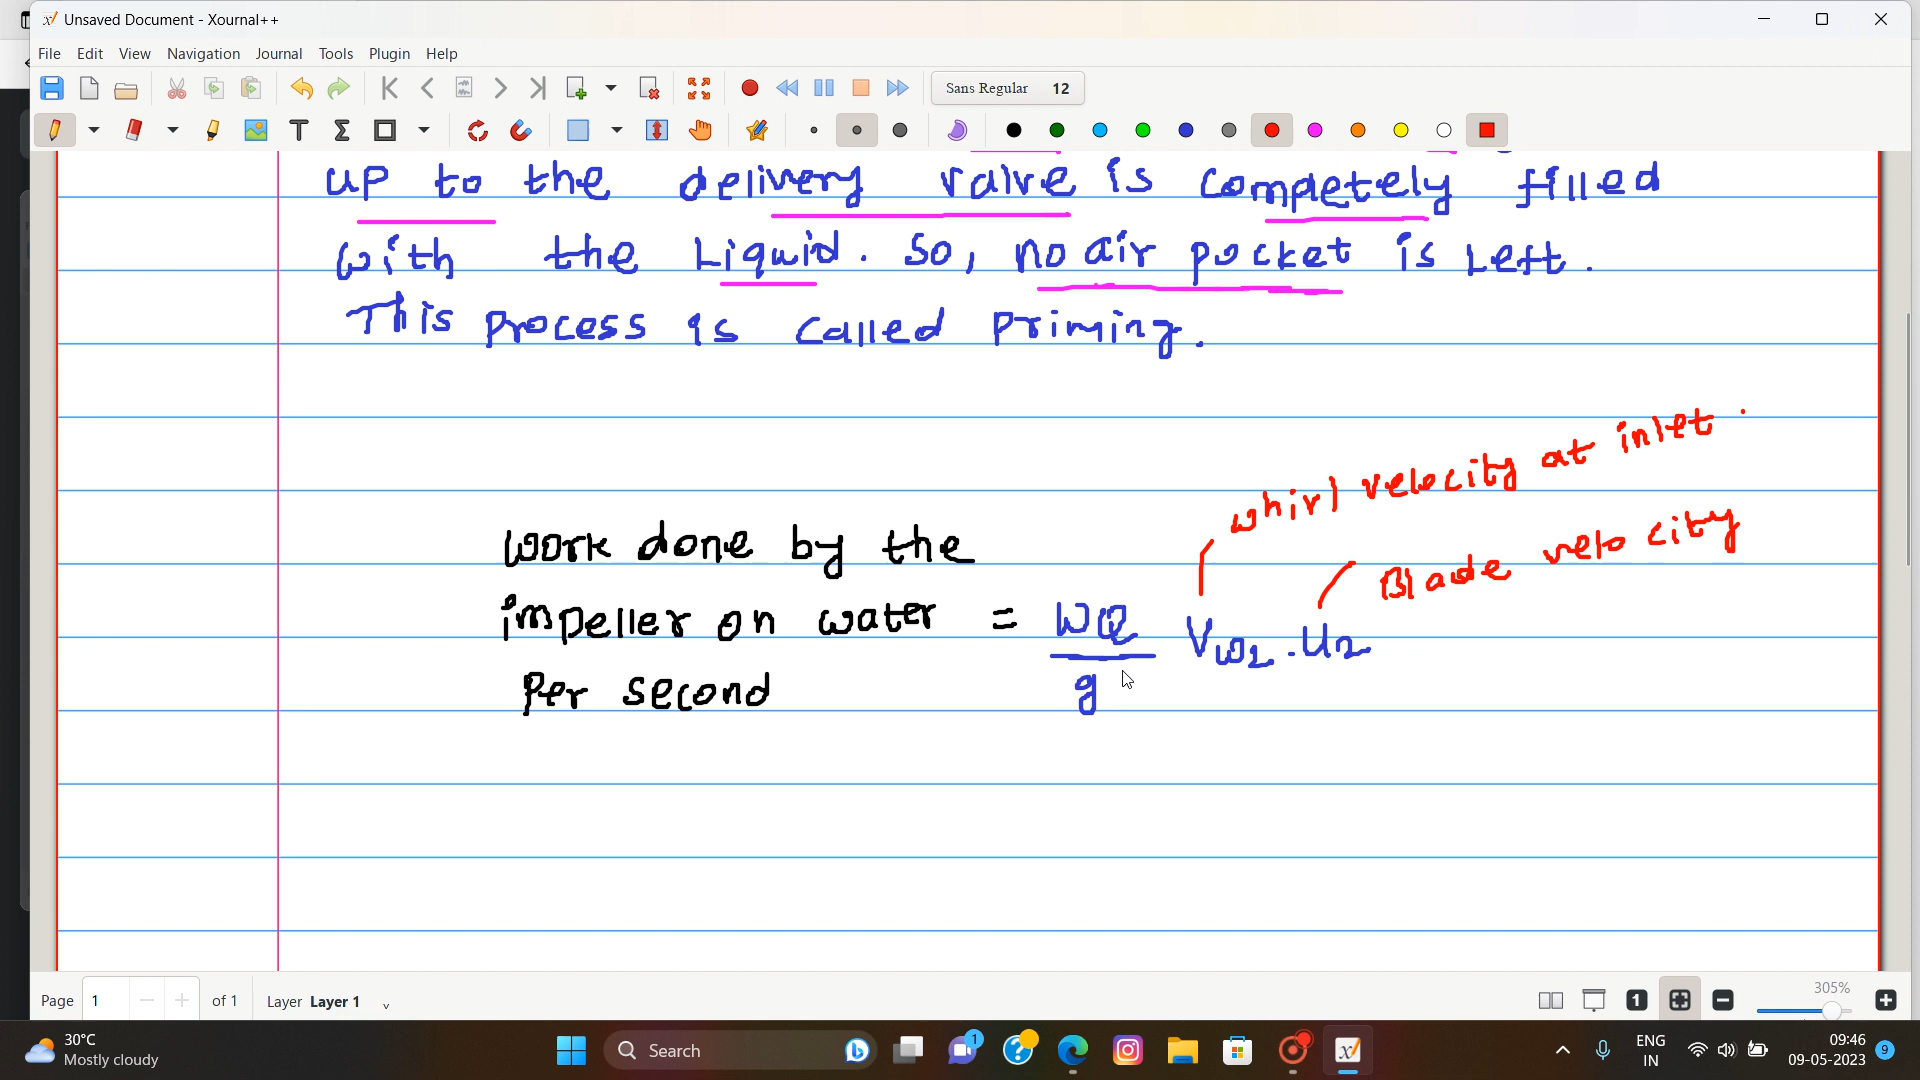 Unsaved Document - Xournal++
File Edit View Navigation Journal Tools Plugin Help
Sans Regular 12
up to the delivery valve is completely filled
with the Liquid. So, no air pocket is Left.
This process is called priming.
whirl velocity at inlet.
Blade velocity
Work done by the
impeller on water = WQ/g Vw2.U2
Per second
Page 1 of 1 Layer Layer 1
305%
30°C
Mostly cloudy
Search
1
ENG
IN
09:46
09-05-2023
9